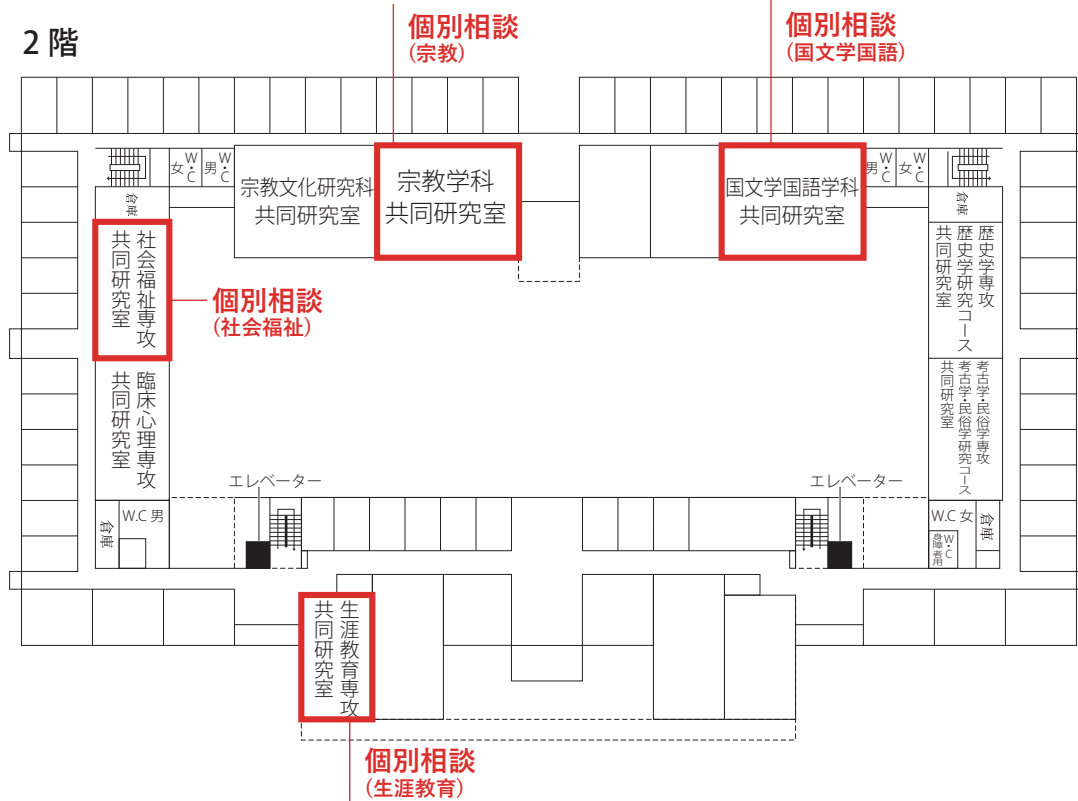 2階
個別相談
(宗教)
個別相談
(国文学国語)
女
W・C
男
W・C
宗教文化研究科
共同研究室
宗教学科
共同研究室
国文学国語学科
共同研究室
男
W・C
女
W・C
倉庫
倉庫
社会福祉専攻
共同研究室
個別相談
(社会福祉)
歴史学専攻
歴史学研究コース
共同研究室
臨床心理専攻
共同研究室
考古学・民俗学専攻
考古学・民俗学研究コース
共同研究室
エレベーター
エレベーター
倉庫
W.C 男
W.C 女
W・C
身障者用
倉庫
生涯教育専攻
共同研究室
個別相談
(生涯教育)